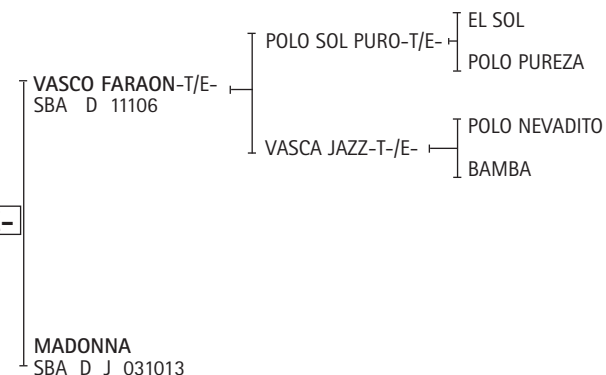 EL SOL
POLO SOL PURO-T/E-
POLO PUREZA
VASCO FARAON-T/E-
SBA D 11106
POLO NEVADITO
VASCA JAZZ-T-/E-
BAMBA
-
MADONNA
SBA D J 031013